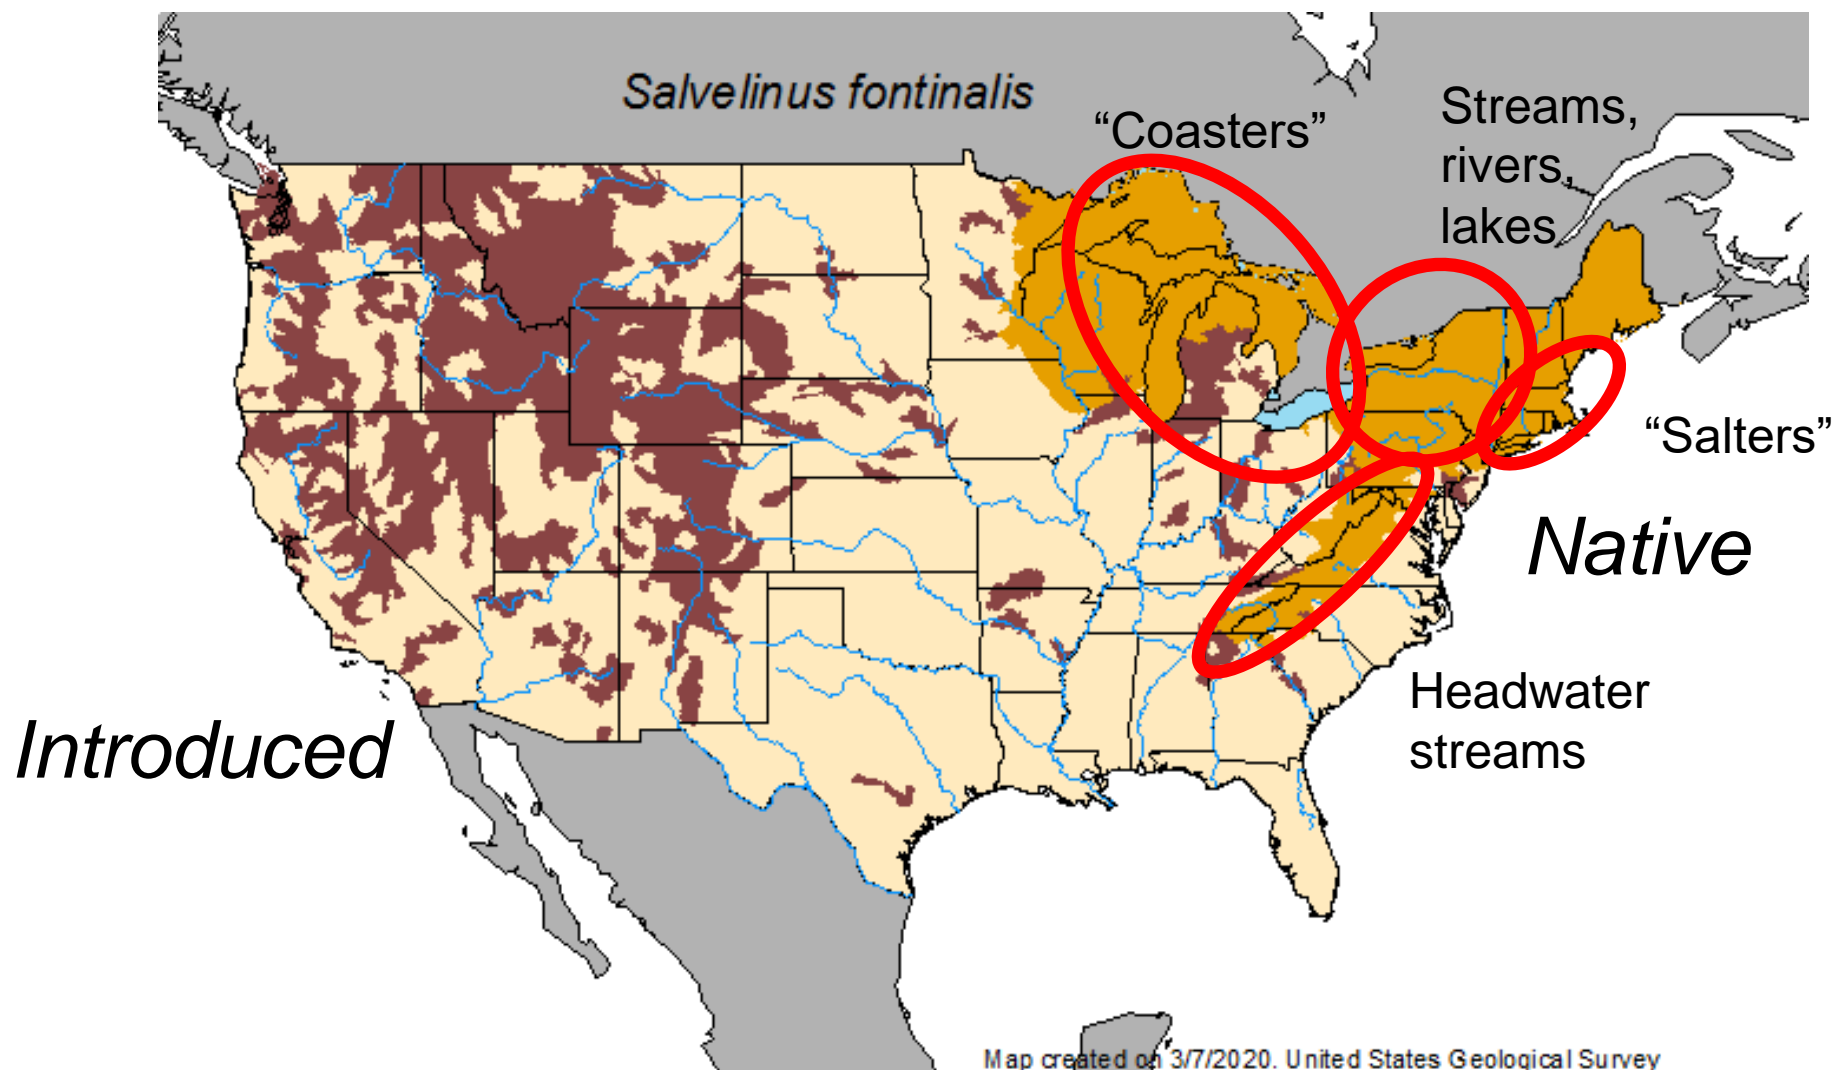 Salvelinus fontinalis
“Coasters”
Streams,
rivers,
lakes
“Salters”
Native
Headwater
streams
Introduced
Map created on 3/7/2020. United States Geological Survey